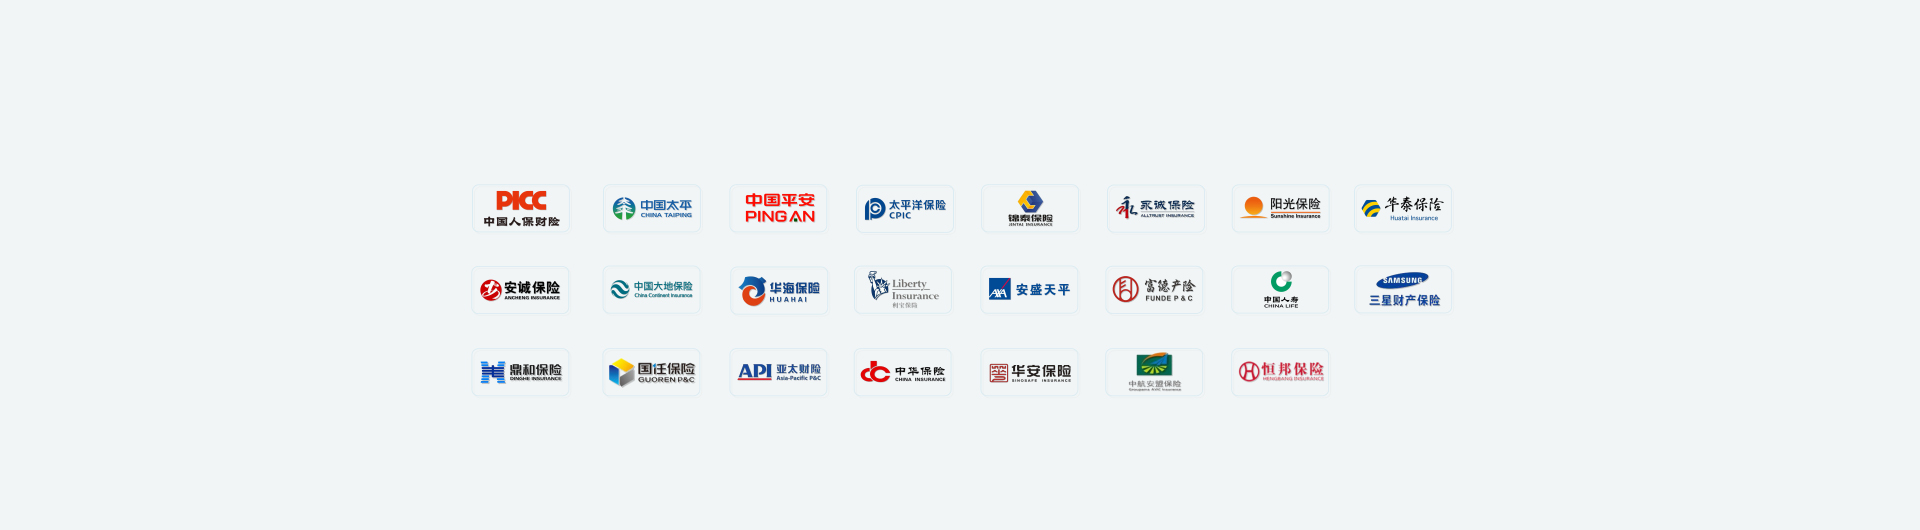 PICC
中国人保财险
中国太平
CHINA TAIPING
中国平安
PING AN
太平洋保险
CPIC
锦泰保险
JINTAI INSURANCE
永诚保险
ALLTRUST INSURANCE
阳光保险
Sunshine Insurance
华泰保险
Huatai Insurance
安诚保险
ANCHENG INSURANCE
中国大地保险
China Continent Insurance
华海保险
HUAHAI
Liberty
Insurance
利宝保险
AXA
安盛天平
富德产险
FUNDE P & C
中国人寿
CHINA LIFE
SAMSUNG
三星财产保险
鼎和保险
DINGHE INSURANCE
国任保险
GUOREN P&C
API
亚太财险
Asia-Pacific P&C
中华保险
CHINA INSURANCE
华安保险
SINOSAFE INSURANCE
中航安盟保险
Groupama AVIC Insurance
恒邦保险
HENGBANG INSURANCE